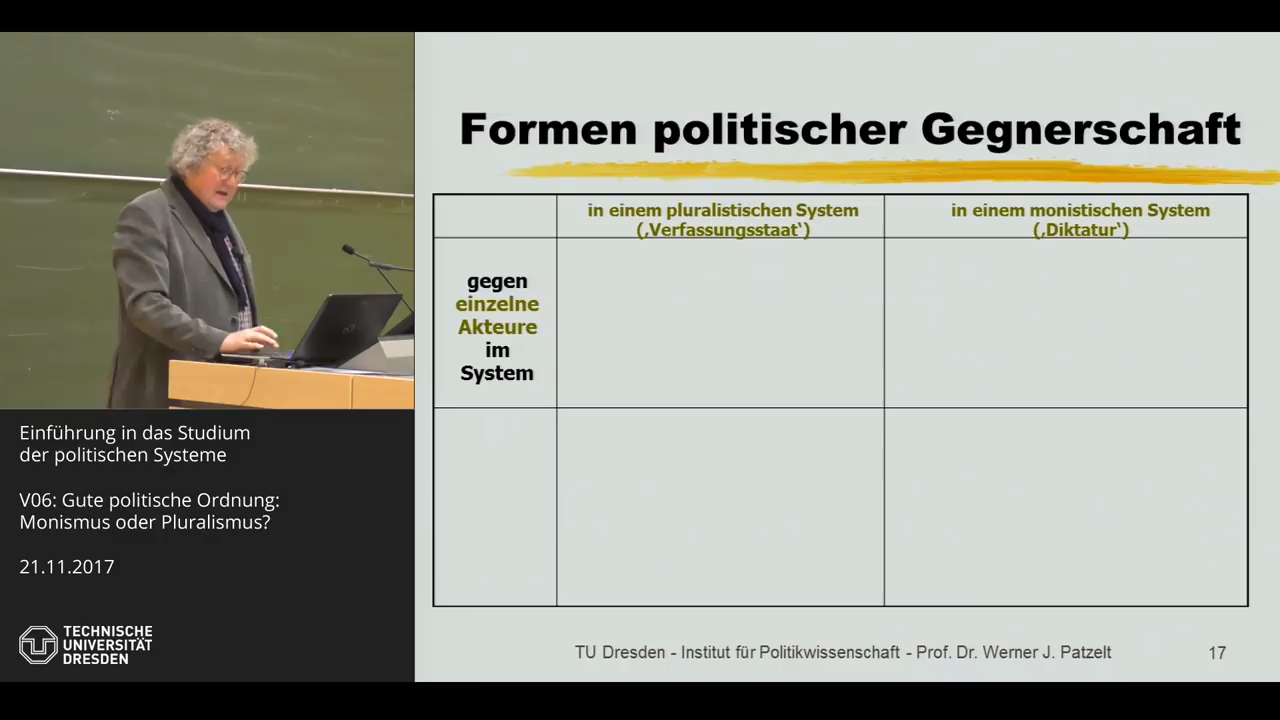 Formen politischer Gegnerschaft
in einem pluralistischen System
(‚Verfassungsstaat‘)
in einem monistischen System
(‚Diktatur‘)
gegen
einzelne
Akteure
im
System
Einführung in das Studium
der politischen Systeme
V06: Gute politische Ordnung:
Monismus oder Pluralismus?
21.11.2017
TECHNISCHE
UNIVERSITÄT
DRESDEN
TU Dresden - Institut für Politikwissenschaft - Prof. Dr. Werner J. Patzelt
17